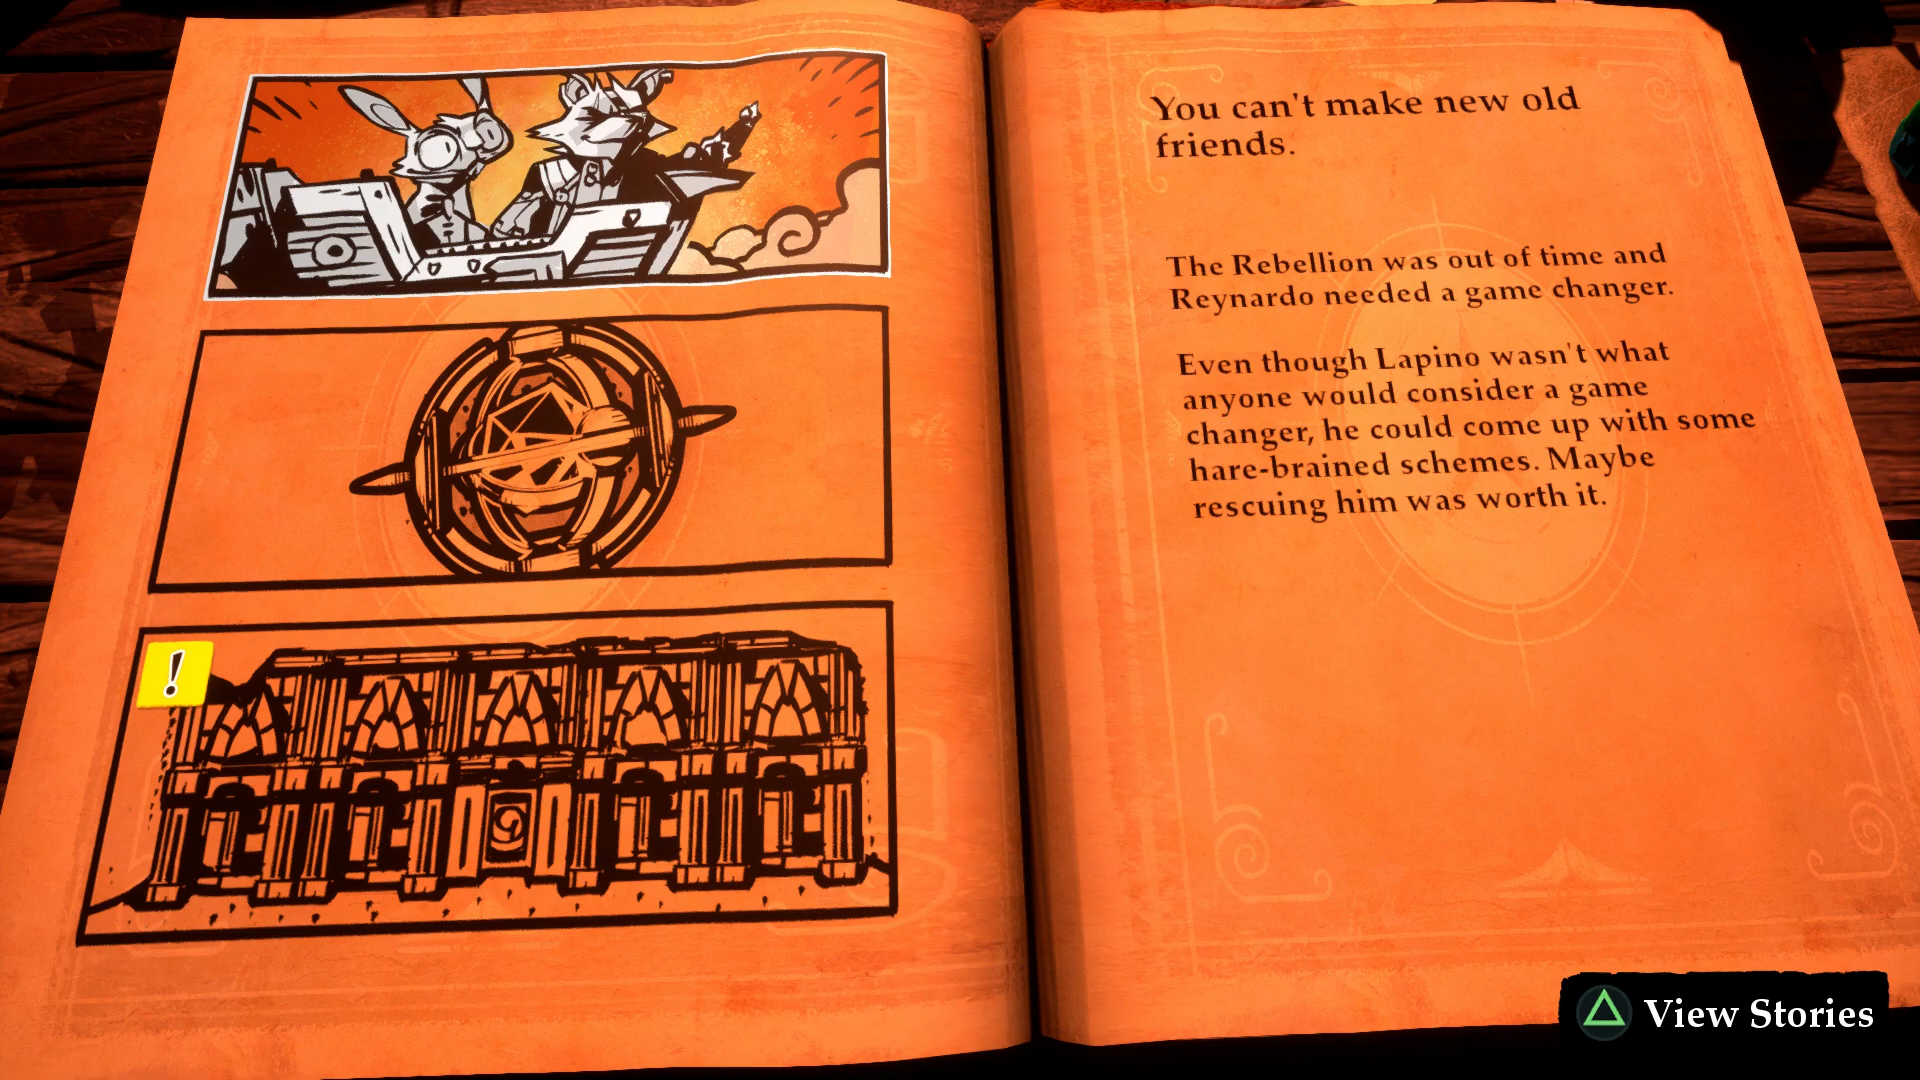 You can't make new old
friends.
The Rebellion was out of time and
Reynardo needed a game changer.
Even though Lapino wasn't what
anyone would consider a game
changer, he could come up with some
hare-brained schemes. Maybe
rescuing him was worth it.
!
View Stories